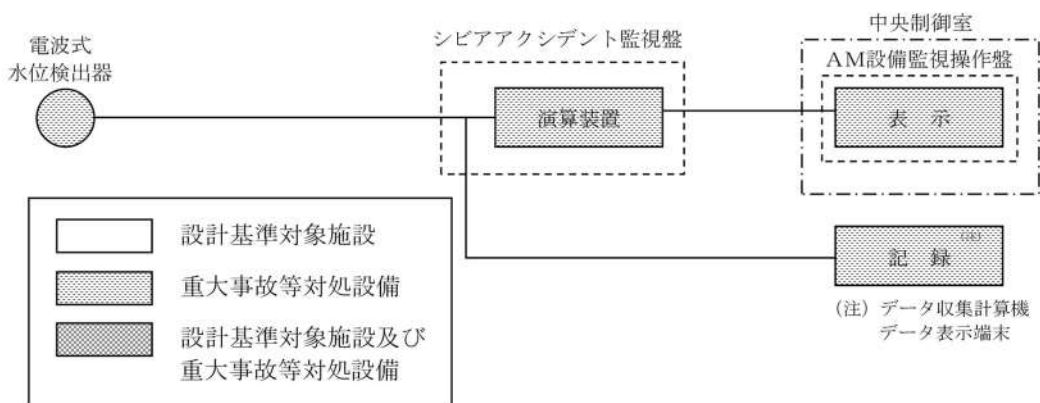 電波式
水位検出器
シビアアクシデント監視盤
演算装置
中央制御室
AM設備監視操作盤
表 示
記 録 (注)
(注) データ収集計算機
データ表示端末
設計基準対象施設
重大事故等対処設備
設計基準対象施設及び
重大事故等対処設備